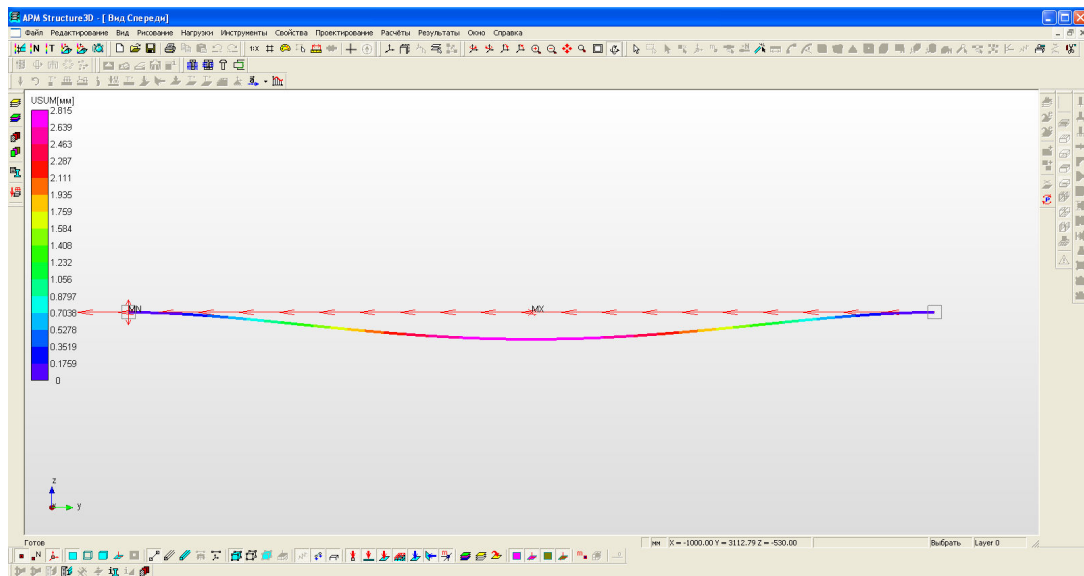 APM Structure3D - [ Вид Спереди]
Файл Редактирование Вид Рисование Нагрузки Инструменты Свойства Проектирование Расчёты Результаты Окно Справка
USUM[мм]
2.815
2.639
2.463
2.287
2.111
1.935
1.759
1.584
1.408
1.232
1.056
0.8797
0.7038
0.5278
0.3519
0.1759
0
MN
MX
z
y
Готов
мм X = -1000.00 Y = 3112.79 Z = -530.00 Выбрать Layer 0